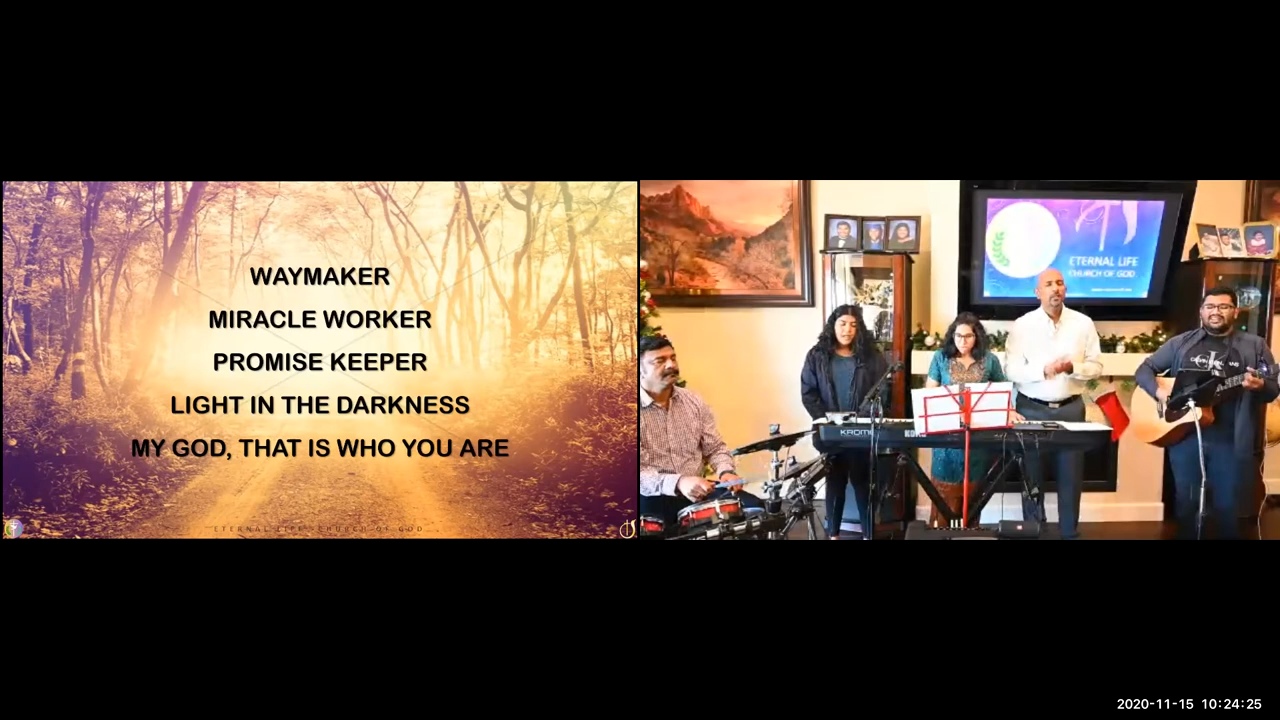 WAYMAKER
MIRACLE WORKER
PROMISE KEEPER
LIGHT IN THE DARKNESS
MY GOD, THAT IS WHO YOU ARE
ETERNAL LIFE CHURCH OF GOD
ETERNAL LIFE
CHURCH OF GOD
KROME
2020-11-15 10:24:25